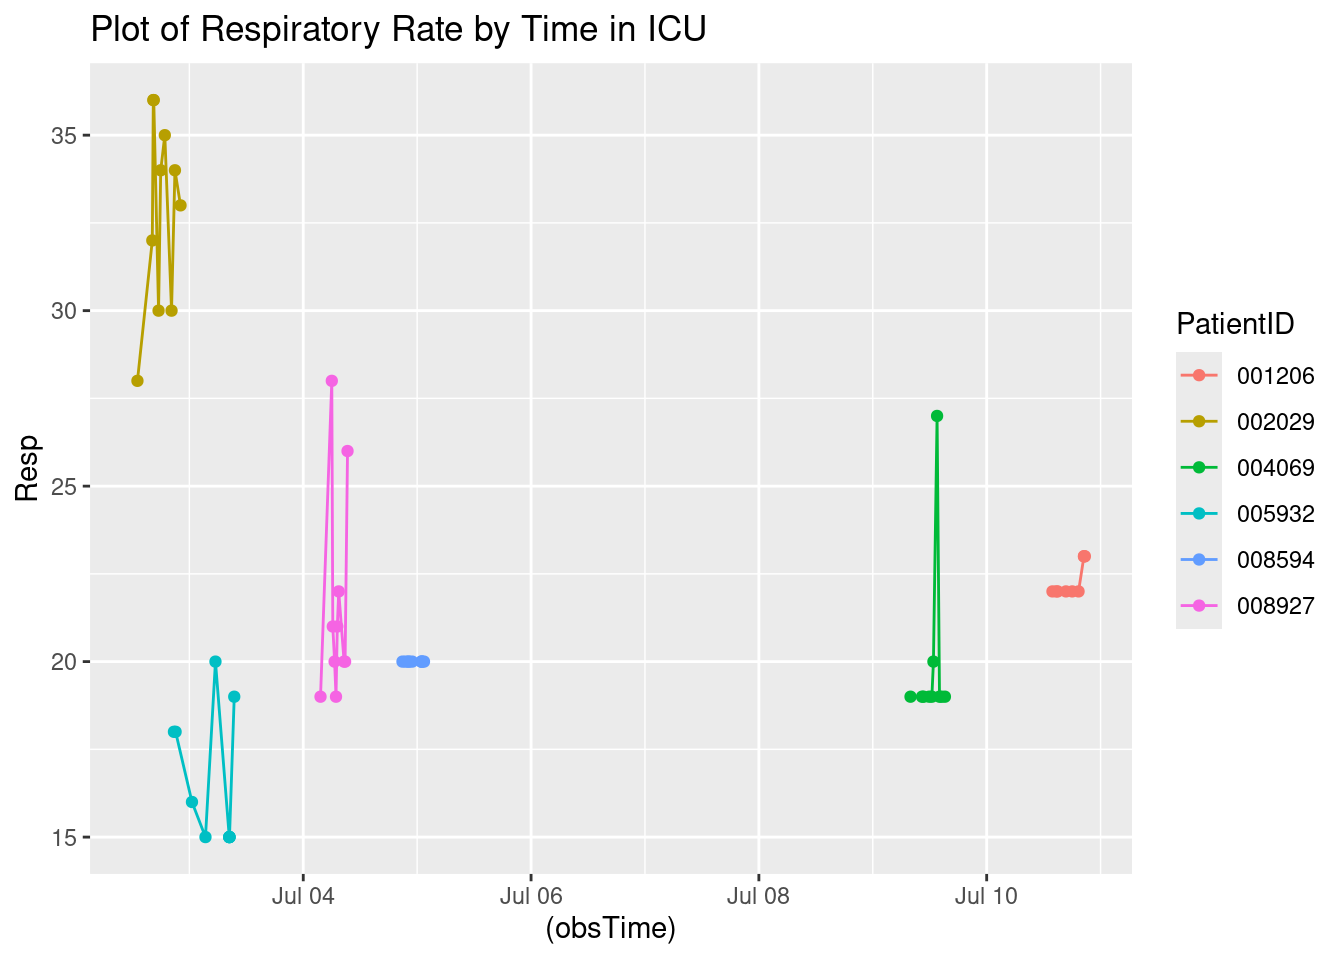 Plot of Respiratory Rate by Time in ICU
35
30
25
20
15
Resp
Jul 04 Jul 06 Jul 08 Jul 10
(obsTime)
PatientID
001206
002029
004069
005932
008594
008927